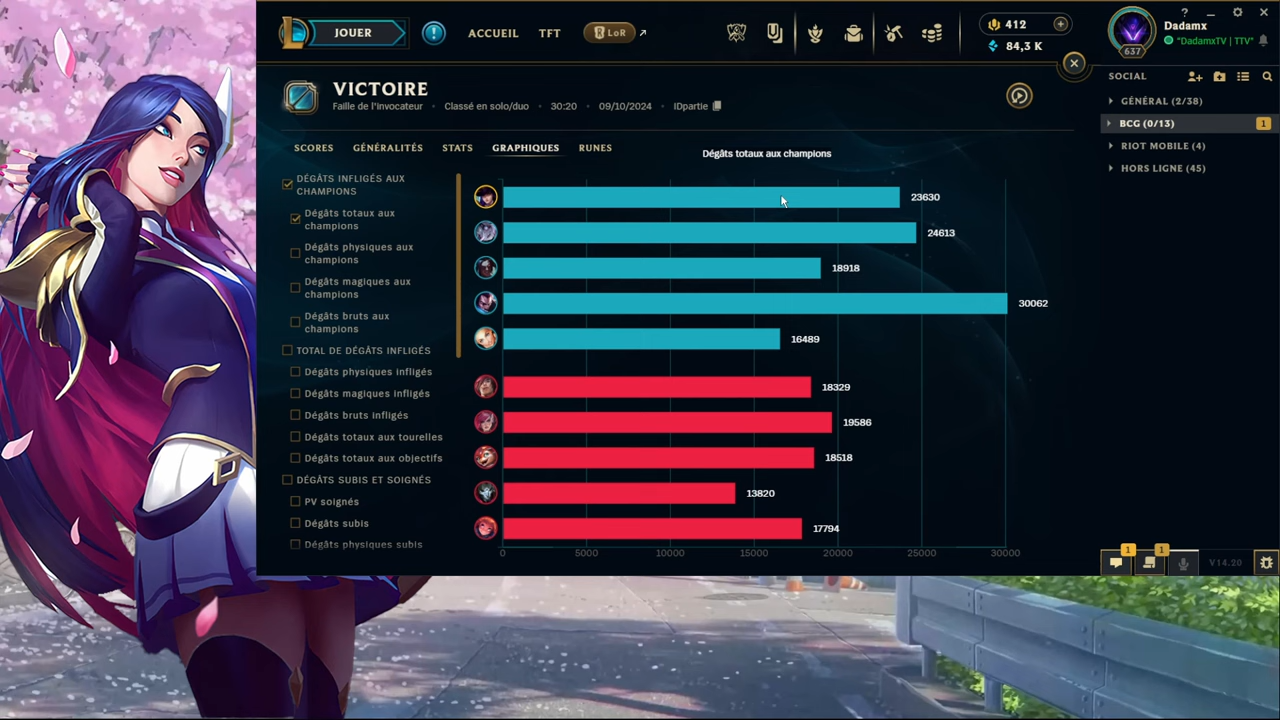 JOUER
ACCUEIL
TFT
LoR
412
84,3 K
637
Dadamx
"DadamxTV | TTV"
VICTOIRE
Faille de l'Invocateur • Classé en solo/duo • 30:20 • 09/10/2024 • IDpartie
SCORES
GÉNÉRALITÉS
STATS
GRAPHIQUES
RUNES
Dégâts totaux aux champions
DÉGÂTS INFLIGÉS AUX
CHAMPIONS
Dégâts totaux aux
champions
Dégâts physiques aux
champions
Dégâts magiques aux
champions
Dégâts bruts aux
champions
TOTAL DE DÉGÂTS INFLIGÉS
Dégâts physiques infligés
Dégâts magiques infligés
Dégâts bruts infligés
Dégâts totaux aux tourelles
Dégâts totaux aux objectifs
DÉGÂTS SUBIS ET SOIGNÉS
PV soignés
Dégâts subis
Dégâts physiques subis
23630
24613
18918
30062
16489
18329
19586
18518
13820
17794
0
5000
10000
15000
20000
25000
30000
SOCIAL
GÉNÉRAL (2/38)
BCG (0/13)
1
RIOT MOBILE (4)
HORS LIGNE (45)
1
1
V14.20